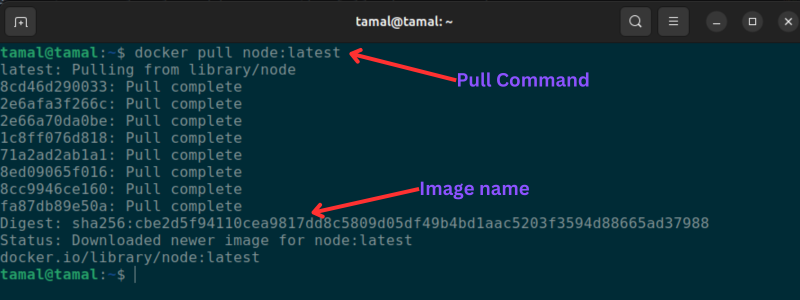 tamal@tamal: ~
tamal@tamal:~$ docker pull node:latest
latest: Pulling from library/node
Pull Command
8cd46d290033: Pull complete
2e6afa3f266c: Pull complete
2e66a70da0be: Pull complete
1c8ff076d818: Pull complete
71a2ad2ab1a1: Pull complete
8ed09065f016: Pull complete
8cc9946ce160: Pull complete
Image name
fa87db89e50a: Pull complete
Digest: sha256:cbe2d5f94110cea9817dd8c5809d05df49b4bd1aac5203f3594d88665ad37988
Status: Downloaded newer image for node:latest
docker.io/library/node:latest
tamal@tamal:~$